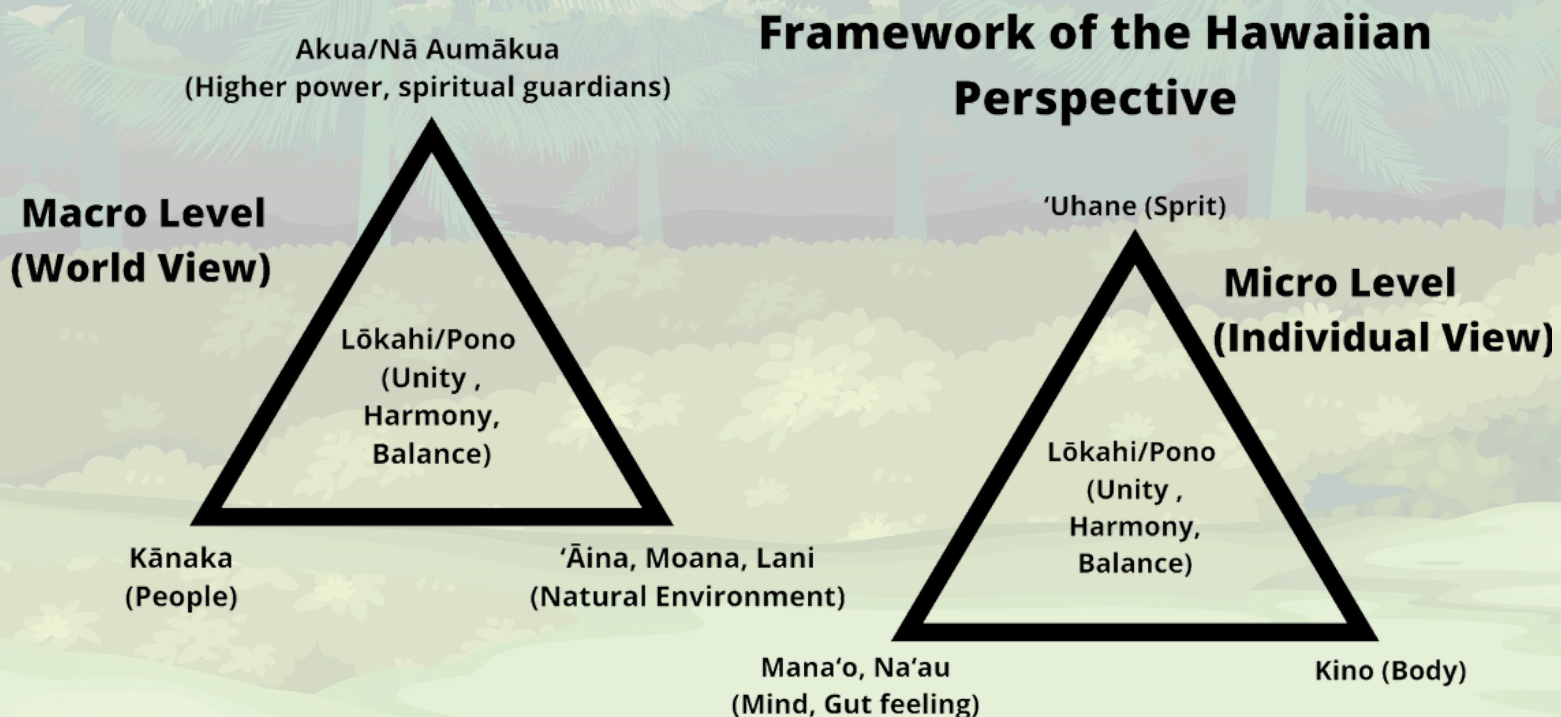 Framework of the Hawaiian
Perspective
Akua/Nā Aumākua
(Higher power, spiritual guardians)
Macro Level
(World View)
Lōkahi/Pono
(Unity ,
Harmony,
Balance)
Kānaka
(People)
ʻĀina, Moana, Lani
(Natural Environment)
ʻUhane (Sprit)
Micro Level
(Individual View)
Lōkahi/Pono
(Unity ,
Harmony,
Balance)
Manaʻo, Naʻau
(Mind, Gut feeling)
Kino (Body)